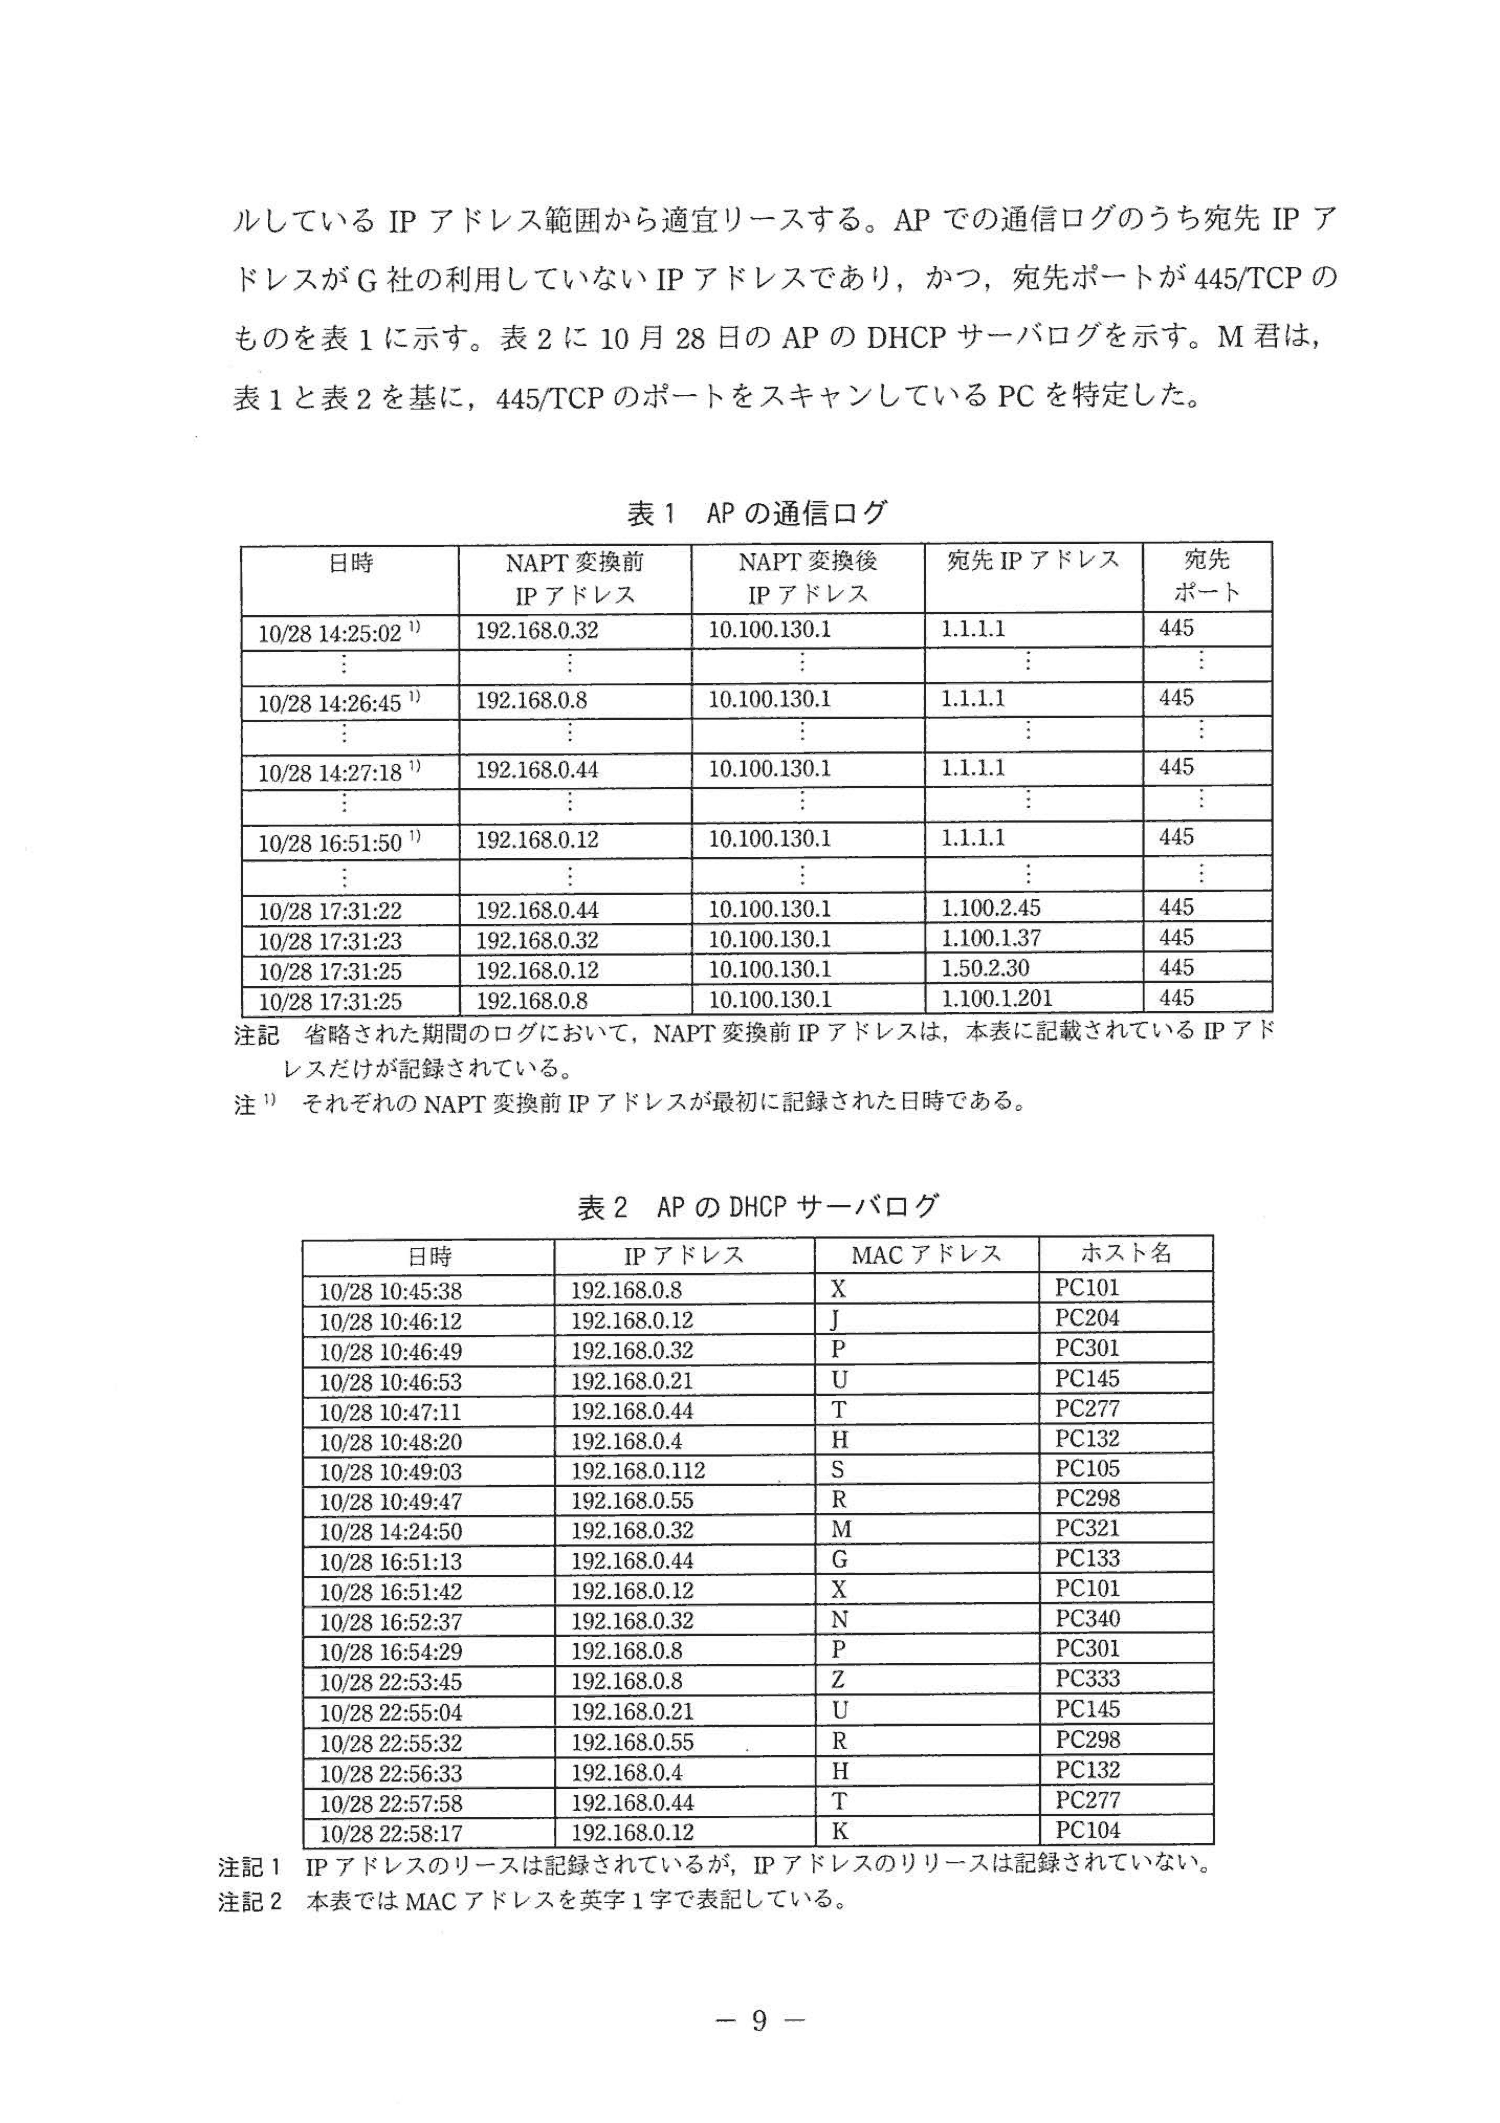 ルしている IP アドレス範囲から適宜リースする。AP での通信ログのうち宛先 IP ア
ドレスが G 社の利用していない IP アドレスであり，かつ，宛先ポートが 445/TCP の
ものを表 1 に示す。表 2 に 10 月 28 日の AP の DHCP サーバログを示す。M 君は，
表 1 と表 2 を基に，445/TCP のポートをスキャンしている PC を特定した。
表 1　AP の通信ログ
日時 NAPT 変換前 IP アドレス NAPT 変換後 IP アドレス 宛先 IP アドレス 宛先ポート
10/28 14:25:02 1) 192.168.0.32 10.100.130.1 1.1.1.1 445
⋮ ⋮ ⋮ ⋮ ⋮
10/28 14:26:45 1) 192.168.0.8 10.100.130.1 1.1.1.1 445
⋮ ⋮ ⋮ ⋮ ⋮
10/28 14:27:18 1) 192.168.0.44 10.100.130.1 1.1.1.1 445
⋮ ⋮ ⋮ ⋮ ⋮
10/28 16:51:50 1) 192.168.0.12 10.100.130.1 1.1.1.1 445
⋮ ⋮ ⋮ ⋮ ⋮
10/28 17:31:22 192.168.0.44 10.100.130.1 1.100.2.45 445
10/28 17:31:23 192.168.0.32 10.100.130.1 1.100.1.37 445
10/28 17:31:25 192.168.0.12 10.100.130.1 1.50.2.30 445
10/28 17:31:25 192.168.0.8 10.100.130.1 1.100.1.201 445
注記　省略された期間のログにおいて，NAPT 変換前 IP アドレスは，本表に記載されている IP アド
レスだけが記録されている。
注 1)　それぞれの NAPT 変換前 IP アドレスが最初に記録された日時である。
表 2　AP の DHCP サーバログ
日時 IP アドレス MAC アドレス ホスト名
10/28 10:45:38 192.168.0.8 X PC101
10/28 10:46:12 192.168.0.12 J PC204
10/28 10:46:49 192.168.0.32 P PC301
10/28 10:46:53 192.168.0.21 U PC145
10/28 10:47:11 192.168.0.44 T PC277
10/28 10:48:20 192.168.0.4 H PC132
10/28 10:49:03 192.168.0.112 S PC105
10/28 10:49:47 192.168.0.55 R PC298
10/28 14:24:50 192.168.0.32 M PC321
10/28 16:51:13 192.168.0.44 G PC133
10/28 16:51:42 192.168.0.12 X PC101
10/28 16:52:37 192.168.0.32 N PC340
10/28 16:54:29 192.168.0.8 P PC301
10/28 22:53:45 192.168.0.8 Z PC333
10/28 22:55:04 192.168.0.21 U PC145
10/28 22:55:32 192.168.0.55 R PC298
10/28 22:56:33 192.168.0.4 H PC132
10/28 22:57:58 192.168.0.44 T PC277
10/28 22:58:17 192.168.0.12 K PC104
注記 1　IP アドレスのリースは記録されているが，IP アドレスのリリースは記録されていない。
注記 2　本表では MAC アドレスを英字 1 字で表記している。
－ 9 －